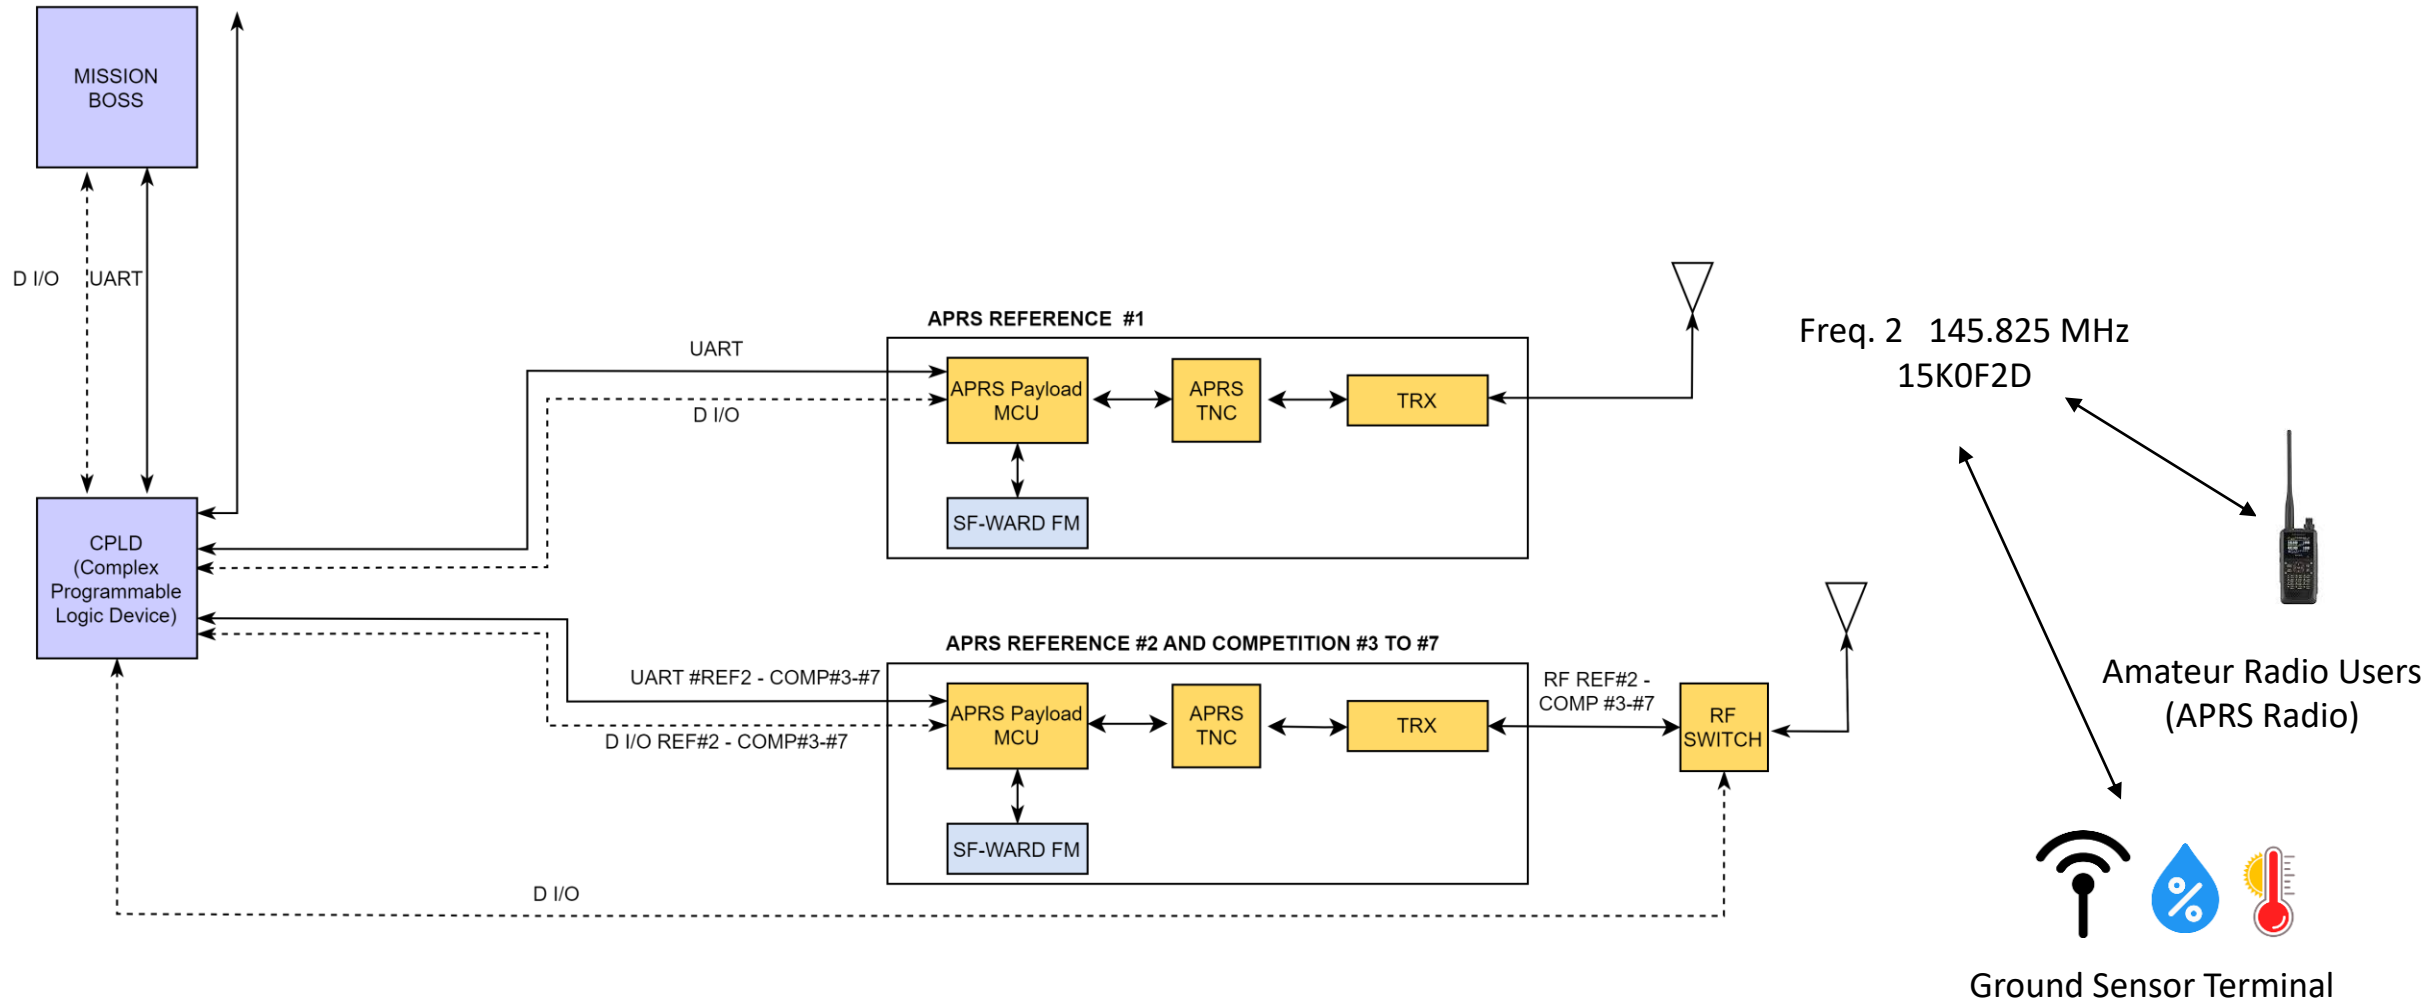 MISSION
BOSS
D I/O
UART
CPLD
(Complex
Programmable
Logic Device)
UART
D I/O
APRS REFERENCE #1
APRS Payload
MCU
APRS
TNC
TRX
SF-WARD FM
UART #REF2 - COMP#3-#7
D I/O REF#2 - COMP#3-#7
APRS REFERENCE #2 AND COMPETITION #3 TO #7
APRS Payload
MCU
APRS
TNC
TRX
SF-WARD FM
RF REF#2 -
COMP #3-#7
RF
SWITCH
D I/O
Freq. 2 145.825 MHz
15K0F2D
Amateur Radio Users
(APRS Radio)
%
Ground Sensor Terminal